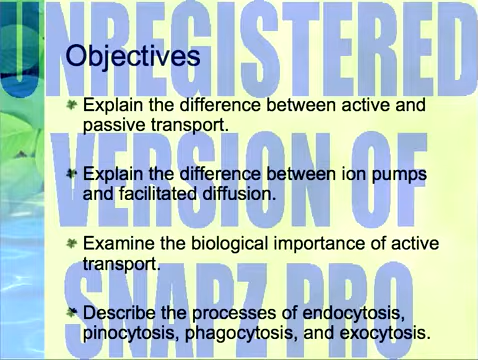 UNREGISTERED
Objectives
Explain the difference between active and
passive transport.
VERSION OF
Explain the difference between ion pumps
and facilitated diffusion.
Examine the biological importance of active
transport.
SNAPZ PRO
Describe the processes of endocytosis,
pinocytosis, phagocytosis, and exocytosis.